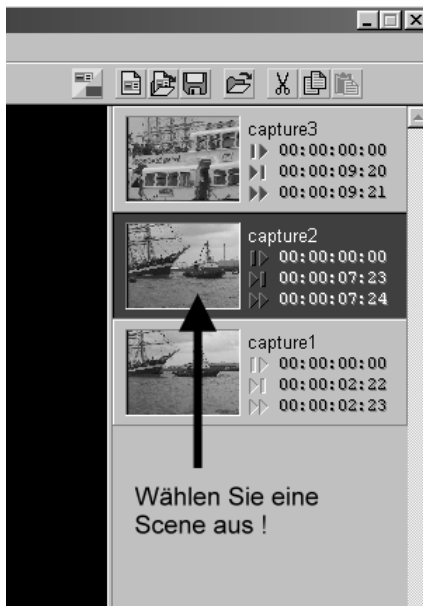 capture3
00:00:00:00
00:00:09:20
00:00:09:21
capture2
00:00:00:00
00:00:07:23
00:00:07:24
capture1
00:00:00:00
00:00:02:22
00:00:02:23
Wählen Sie eine
Scene aus !